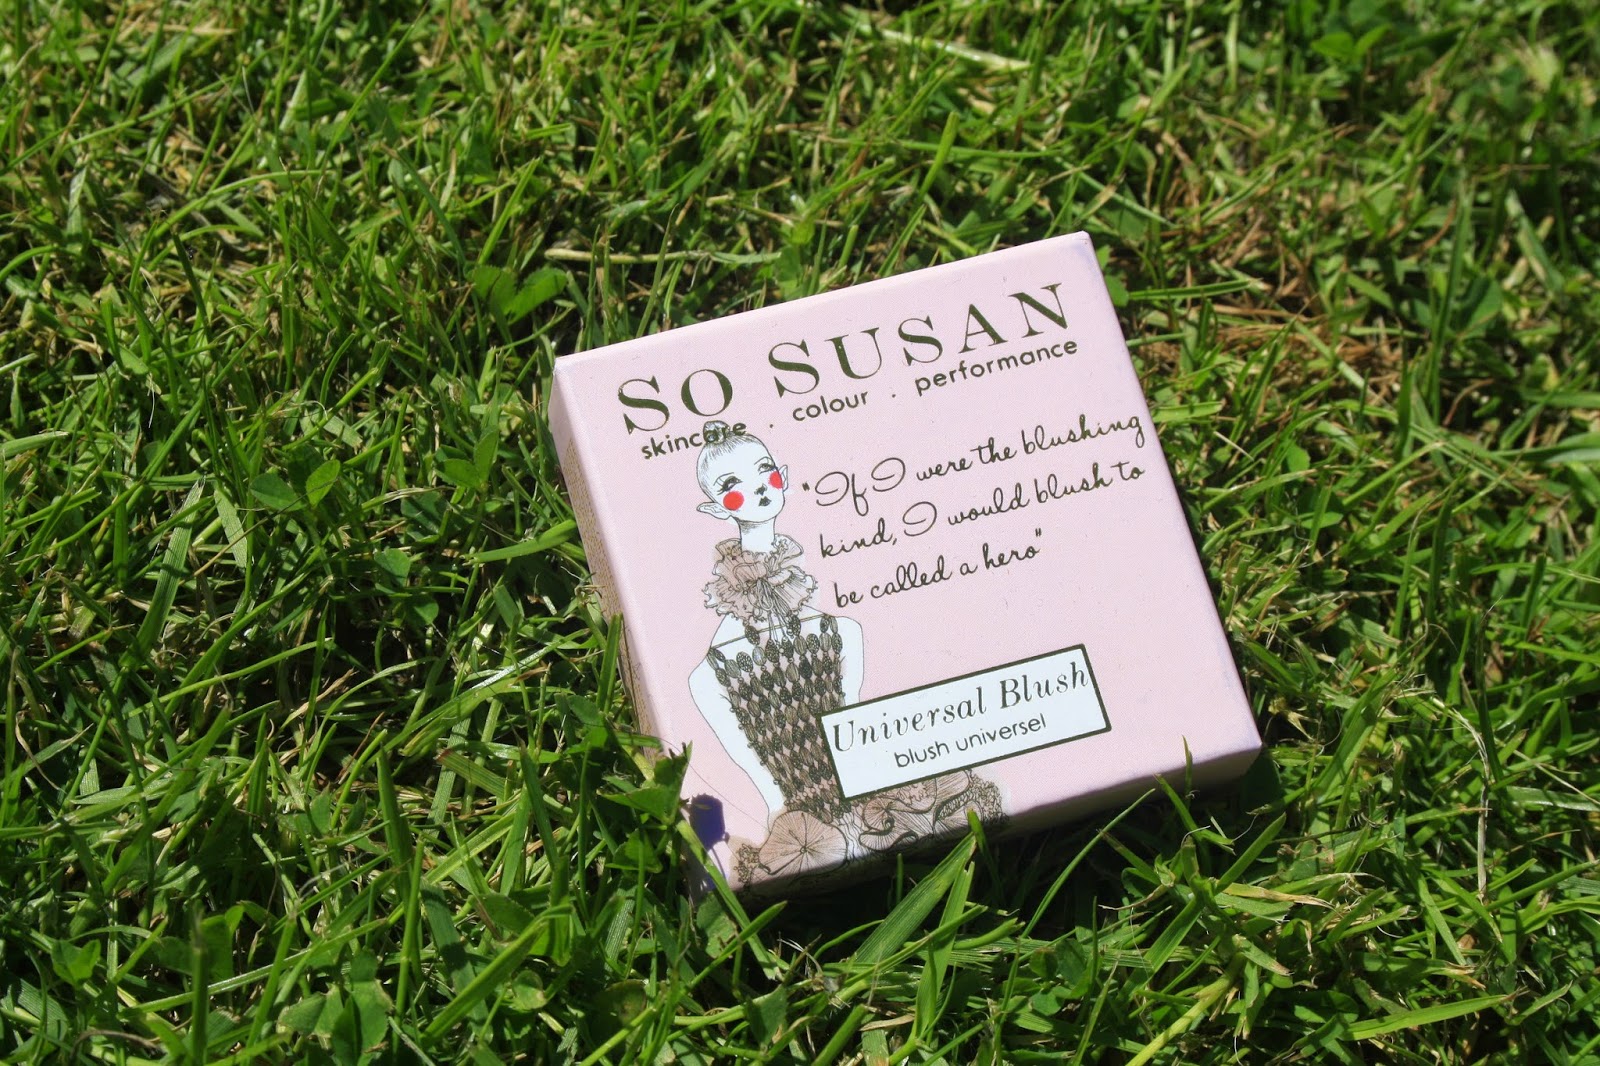 SO SUSAN
skincare . colour . performance
"If I were the blushing
kind, I would blush to
be called a hero"
Universal Blush
blush universel